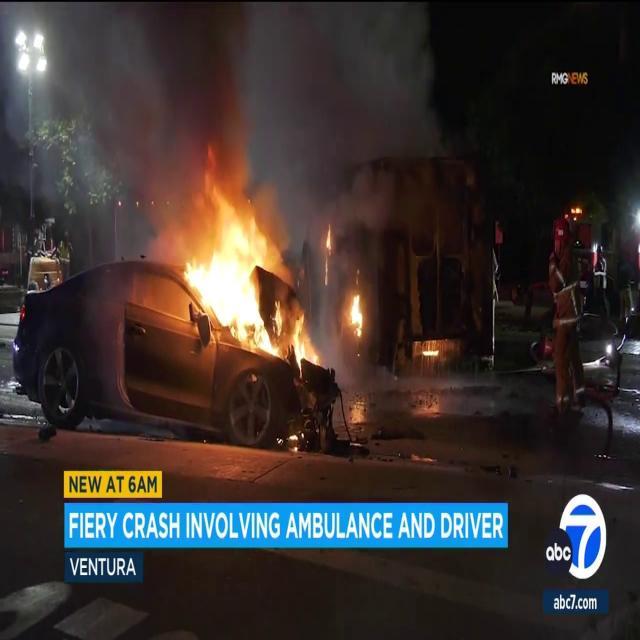 RMGNEWS
NEW AT 6AM
FIERY CRASH INVOLVING AMBULANCE AND DRIVER
VENTURA
abc 7
abc7.com